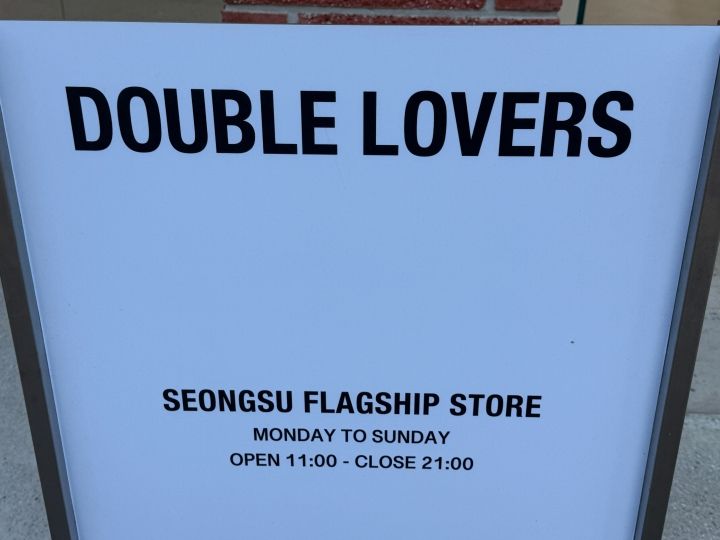 DOUBLE LOVERS
SEONGSU FLAGSHIP STORE
MONDAY TO SUNDAY
OPEN 11:00 - CLOSE 21:00